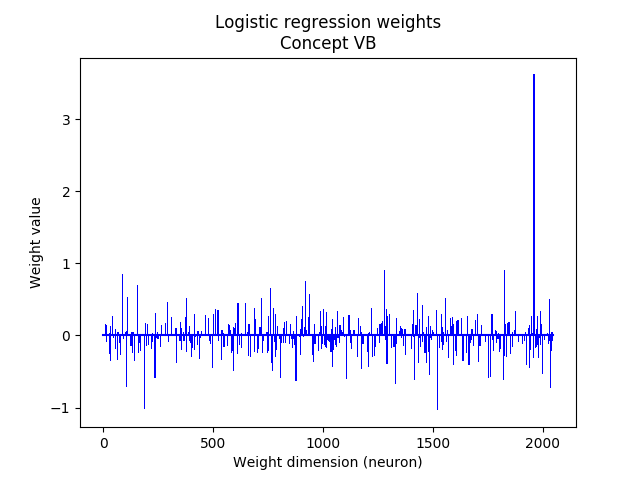 Logistic regression weights
Concept VB
3
2
1
0
−1
Weight value
0
500
1000
1500
2000
Weight dimension (neuron)